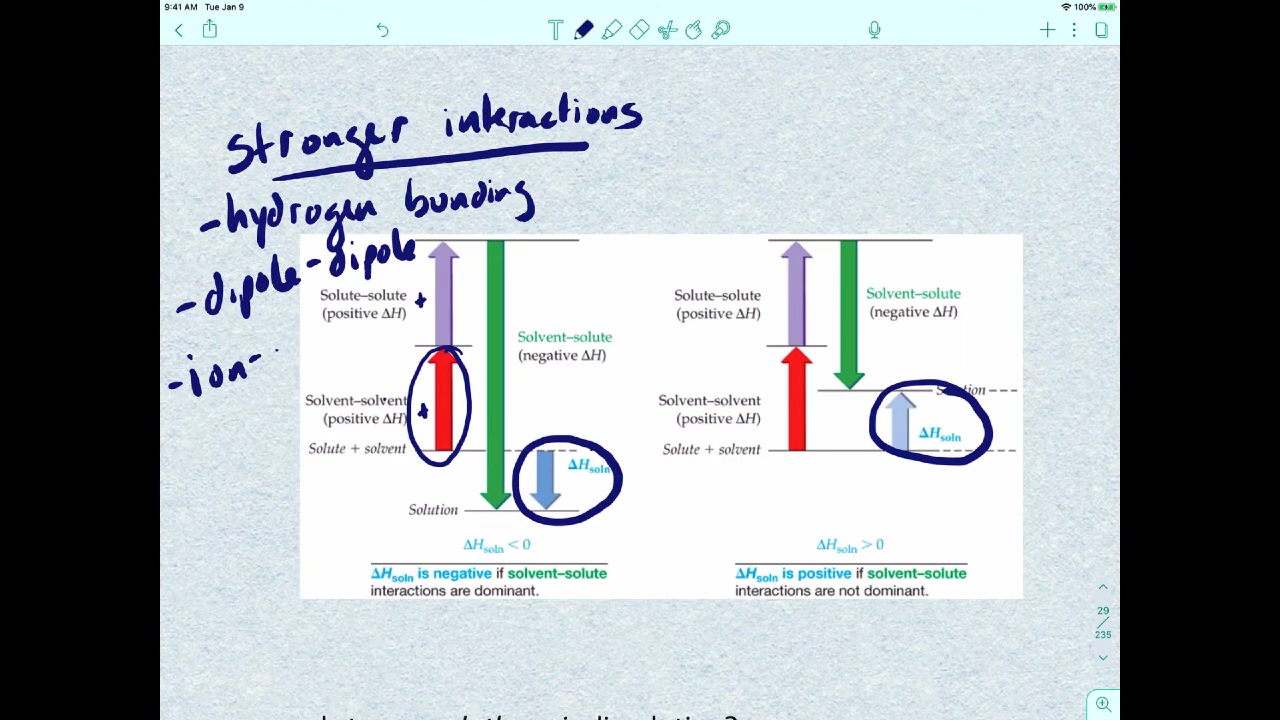 9:41 AM Tue Jan 9
100%
stronger interactions
-hydrogen bonding
-dipole-dipole
-ion-
Solute–solute
(positive ΔH)
+
Solvent–solvent
(positive ΔH)
+
Solute + solvent
Solvent–solute
(negative ΔH)
ΔHsoln
Solution
ΔHsoln < 0
ΔHsoln is negative if solvent–solute
interactions are dominant.
Solute–solute
(positive ΔH)
Solvent–solvent
(positive ΔH)
Solute + solvent
Solvent–solute
(negative ΔH)
Solution
ΔHsoln
ΔHsoln > 0
ΔHsoln is positive if solvent–solute
interactions are not dominant.
29
/
235